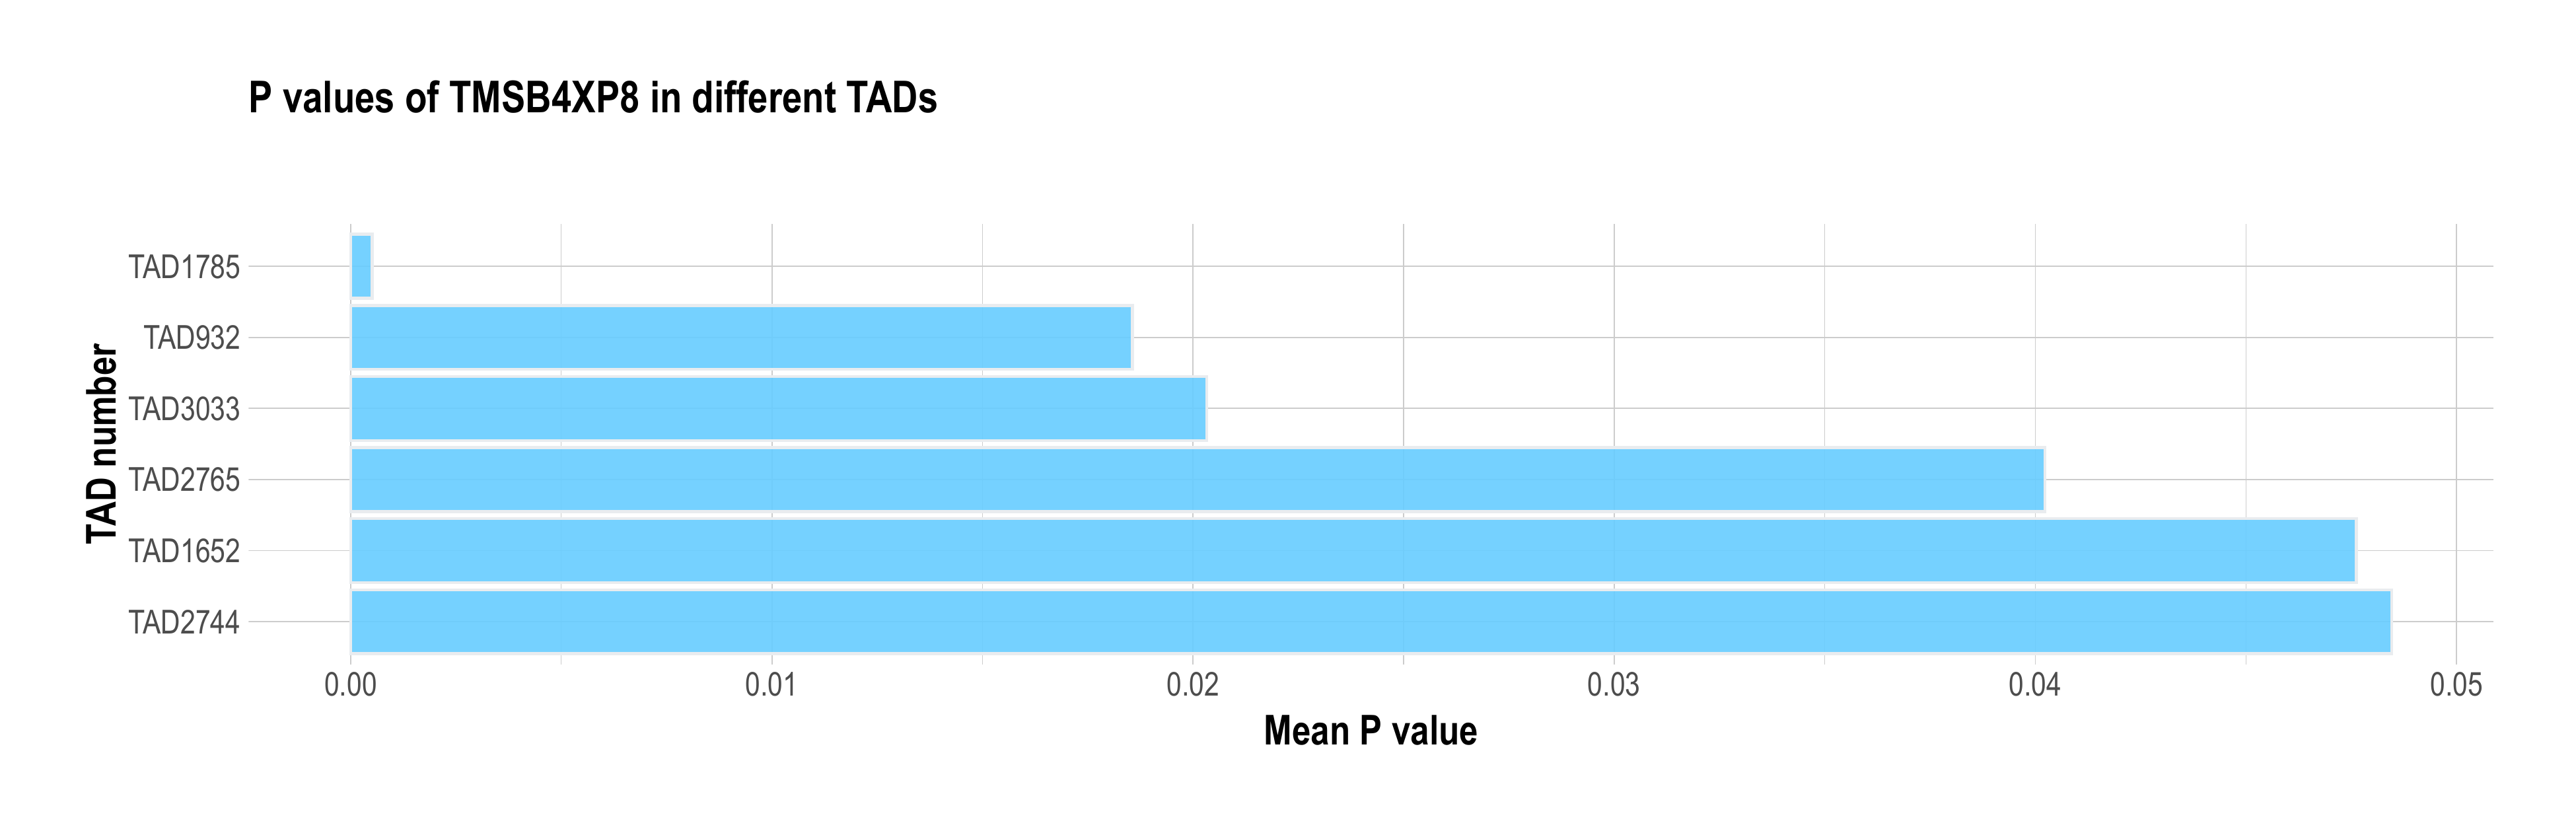 P values of TMSB4XP8 in different TADs
TAD number
TAD1785
TAD932
TAD3033
TAD2765
TAD1652
TAD2744
0.00 0.01 0.02 0.03 0.04 0.05
Mean P value